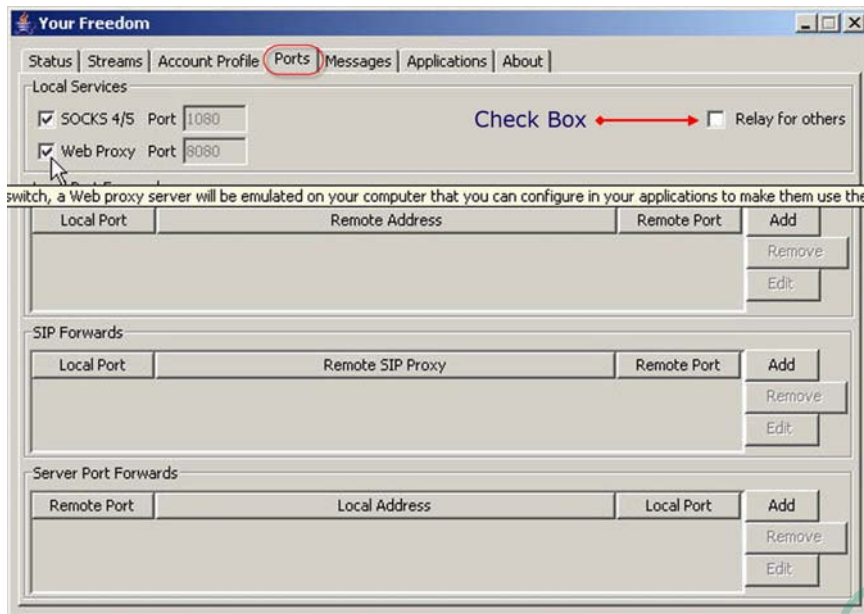 Your Freedom
Status Streams Account Profile Ports Messages Applications About
Local Services
SOCKS 4/5 Port 1080 Check Box Relay for others
Web Proxy Port 8080
switch, a Web proxy server will be emulated on your computer that you can configure in your applications to make them use the
Local Port Remote Address Remote Port Add
Remove
Edit
SIP Forwards
Local Port Remote SIP Proxy Remote Port Add
Remove
Edit
Server Port Forwards
Remote Port Local Address Local Port Add
Remove
Edit